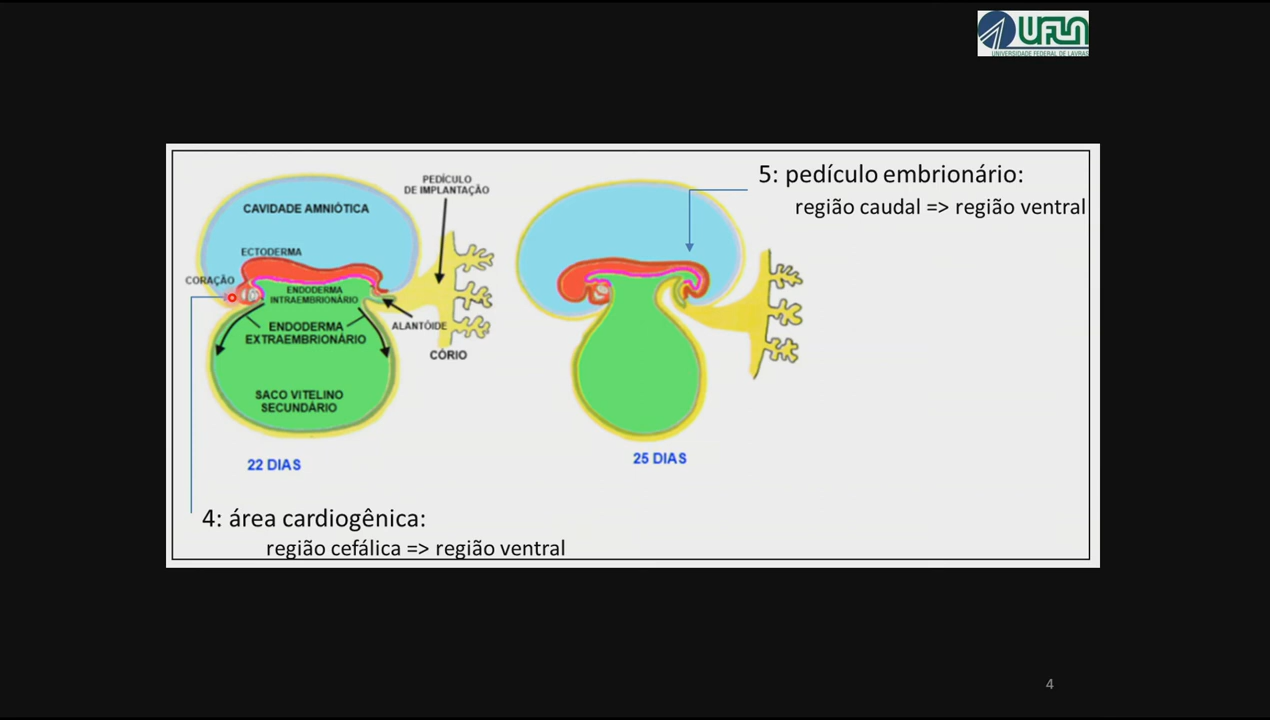 UFLA
UNIVERSIDADE FEDERAL DE LAVRAS
5: pedículo embrionário:
região caudal => região ventral
PEDÍCULO
DE IMPLANTAÇÃO
CAVIDADE AMNIÓTICA
ECTODERMA
CORAÇÃO
ENDODERMA
INTRAEMBRIONÁRIO
ALANTÓIDE
ENDODERMA
EXTRAEMBRIONÁRIO
CÓRIO
SACO VITELINO
SECUNDÁRIO
22 DIAS
25 DIAS
4: área cardiogênica:
região cefálica => região ventral
4